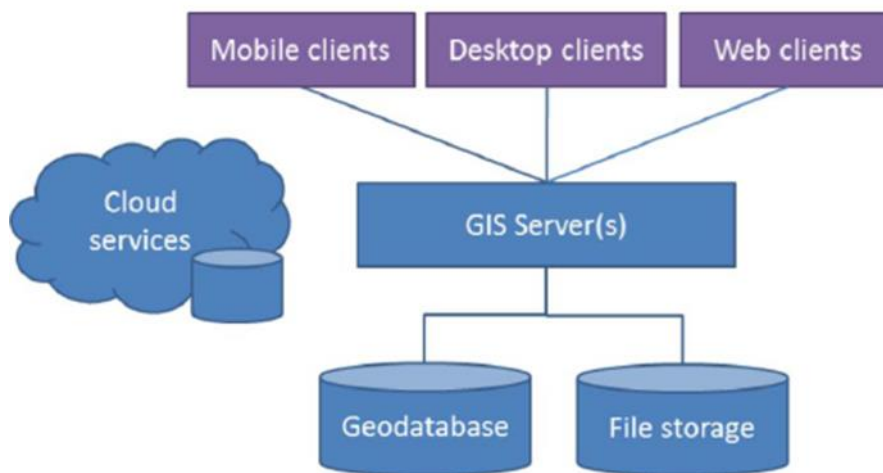 Mobile clients
Desktop clients
Web clients
Cloud
services
GIS Server(s)
Geodatabase
File storage